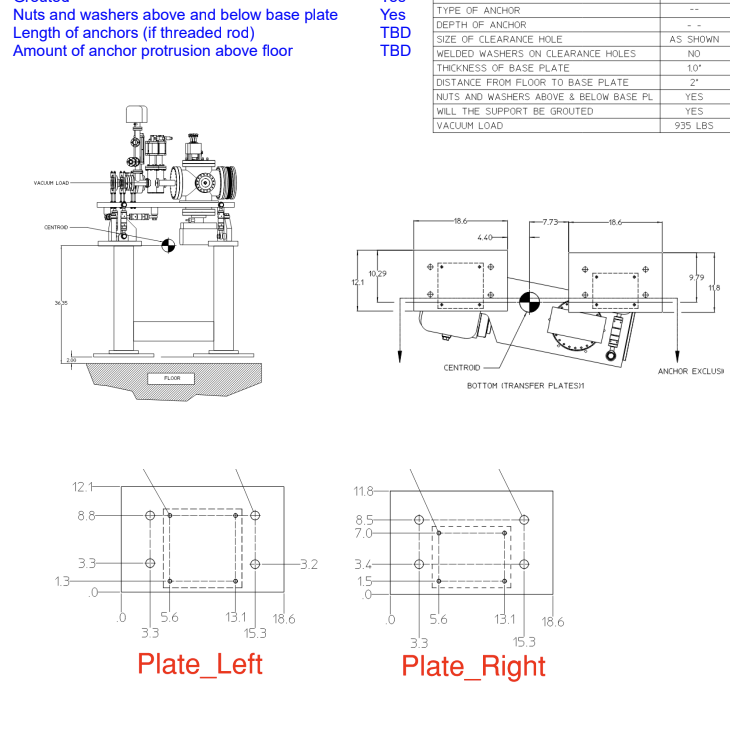 Grouted Yes
Nuts and washers above and below base plate Yes
Length of anchors (if threaded rod) TBD
Amount of anchor protrusion above floor TBD
TYPE OF ANCHOR --
DEPTH OF ANCHOR - -
SIZE OF CLEARANCE HOLE AS SHOWN
WELDED WASHERS ON CLEARANCE HOLES NO
THICKNESS OF BASE PLATE 1.0"
DISTANCE FROM FLOOR TO BASE PLATE 2"
NUTS AND WASHERS ABOVE & BELOW BASE PL YES
WILL THE SUPPORT BE GROUTED YES
VACUUM LOAD 935 LBS
VACUUM LOAD
CENTROID
36.35
2.00
FLOOR
18.6
7.73
18.6
4.40
12.1
10.29
9.79
11.8
CENTROID
ANCHOR EXCLUSI
BOTTOM (TRANSFER PLATES)1
12.1
8.8
3.3
3.2
1.3
.0
.0
5.6
13.1
18.6
3.3
15.3
Plate_Left
11.8
8.5
7.0
3.4
1.5
.0
.0
5.6
13.1
18.6
3.3
15.3
Plate_Right